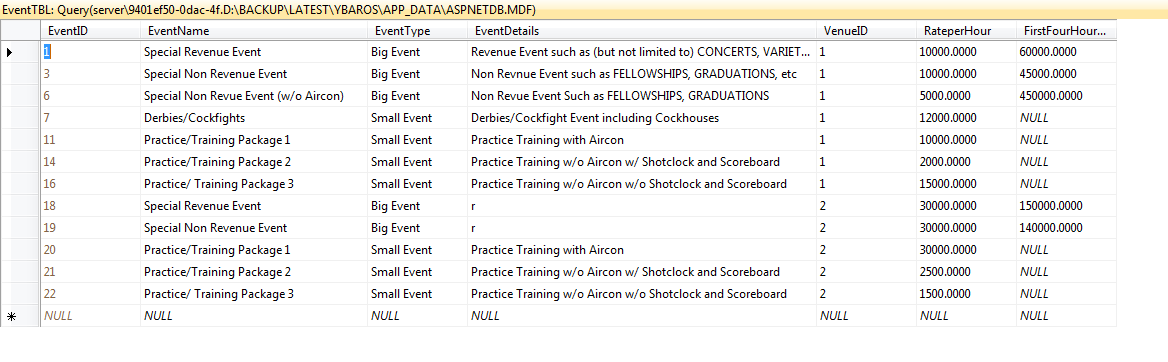 EventTBL: Query(server\9401ef50-0dac-4f.D:\BACKUP\LATEST\YBAROS\APP_DATA\ASPNETDB.MDF)
EventID EventName EventType EventDetails VenueID RateperHour FirstFourHour...
1 Special Revenue Event Big Event Revenue Event such as (but not limited to) CONCERTS, VARIET... 1 10000.0000 60000.0000
3 Special Non Revenue Event Big Event Non Revnue Event such as FELLOWSHIPS, GRADUATIONS, etc 1 10000.0000 45000.0000
6 Special Non Revue Event (w/o Aircon) Big Event Non Revue Event Such as FELLOWSHIPS, GRADUATIONS 1 5000.0000 450000.0000
7 Derbies/Cockfights Small Event Derbies/Cockfight Event including Cockhouses 1 12000.0000 NULL
11 Practice/Training Package 1 Small Event Practice Training with Aircon 1 10000.0000 NULL
14 Practice/Training Package 2 Small Event Practice Training w/o Aircon w/ Shotclock and Scoreboard 1 2000.0000 NULL
16 Practice/ Training Package 3 Small Event Practice Training w/o Aircon w/o Shotclock and Scoreboard 1 15000.0000 NULL
18 Special Revenue Event Big Event r 2 30000.0000 150000.0000
19 Special Non Revenue Event Big Event r 2 30000.0000 140000.0000
20 Practice/Training Package 1 Small Event Practice Training with Aircon 2 30000.0000 NULL
21 Practice/Training Package 2 Small Event Practice Training w/o Aircon w/ Shotclock and Scoreboard 2 2500.0000 NULL
22 Practice/ Training Package 3 Small Event Practice Training w/o Aircon w/o Shotclock and Scoreboard 2 1500.0000 NULL
NULL NULL NULL NULL NULL NULL NULL